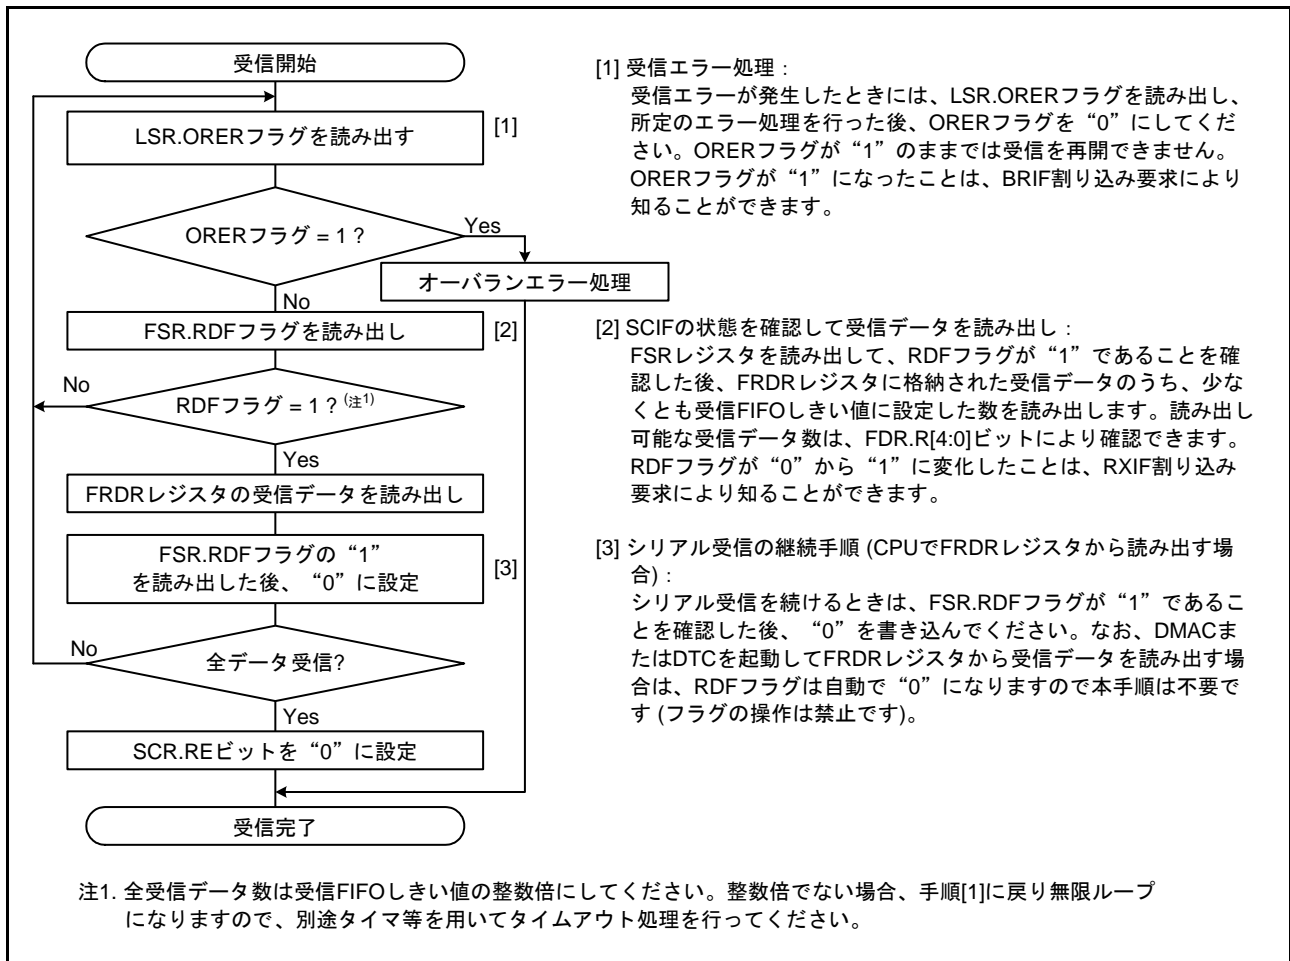 受信開始
LSR.ORERフラグを読み出す
[1]
ORERフラグ = 1 ?
Yes
オーバランエラー処理
No
FSR.RDFフラグを読み出し
[2]
No
RDFフラグ = 1 ? (注1)
Yes
FRDRレジスタの受信データを読み出し
FSR.RDFフラグの“1”
を読み出した後、“0”に設定
[3]
No
全データ受信?
Yes
SCR.REビットを“0”に設定
受信完了
[1] 受信エラー処理：
受信エラーが発生したときには、LSR.ORERフラグを読み出し、
所定のエラー処理を行った後、ORERフラグを“0”にしてくだ
さい。ORERフラグが“1”のままでは受信を再開できません。
ORERフラグが“1”になったことは、BRIF割り込み要求により
知ることができます。
[2] SCIFの状態を確認して受信データを読み出し：
FSRレジスタを読み出して、RDFフラグが“1”であることを確
認した後、FRDRレジスタに格納された受信データのうち、少な
くとも受信FIFOしきい値に設定した数を読み出します。読み出し
可能な受信データ数は、FDR.R[4:0]ビットにより確認できます。
RDFフラグが“0”から“1”に変化したことは、RXIF割り込み
要求により知ることができます。
[3] シリアル受信の継続手順 (CPUでFRDRレジスタから読み出す場
合)：
シリアル受信を続けるときは、FSR.RDFフラグが“1”であるこ
とを確認した後、“0”を書き込んでください。なお、DMACま
たはDTCを起動してFRDRレジスタから受信データを読み出す場
合は、RDFフラグは自動で“0”になりますので本手順は不要で
す (フラグの操作は禁止です)。
注1. 全受信データ数は受信FIFOしきい値の整数倍にしてください。整数倍でない場合、手順[1]に戻り無限ループ
になりますので、別途タイマ等を用いてタイムアウト処理を行ってください。